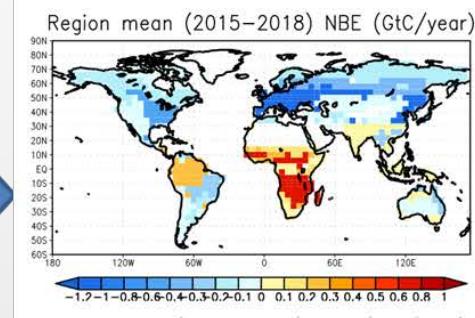 Region mean (2015-2018) NBE (GtC/year)
90N
80N
70N
60N
50N
40N
30N
20N
10N
EQ
10S
20S
30S
40S
50S
60S
180 120W 60W 0 60E 120E
-1.2 -1 -0.8 -0.6 -0.4 -0.3 -0.2 -0.1 0 0.1 0.2 0.3 0.4 0.5 0.6 0.8 1